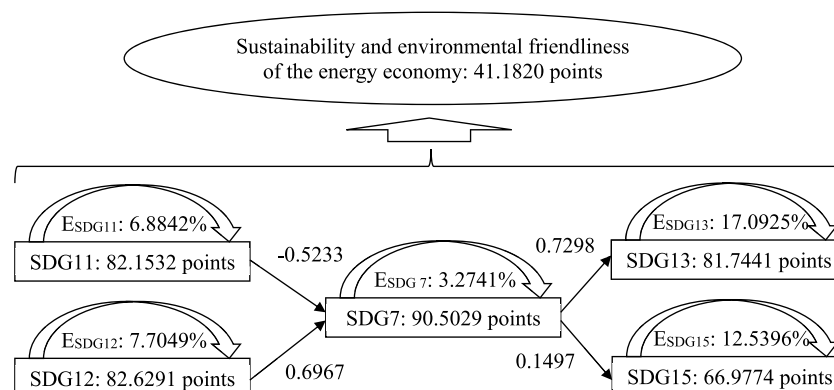 Sustainability and environmental friendliness
of the energy economy: 41.1820 points
ESDG11: 6.8842%
SDG11: 82.1532 points
-0.5233
ESDG12: 7.7049%
SDG12: 82.6291 points
0.6967
ESDG 7: 3.2741%
SDG7: 90.5029 points
0.7298
ESDG13: 17.0925%
SDG13: 81.7441 points
0.1497
ESDG15: 12.5396%
SDG15: 66.9774 points